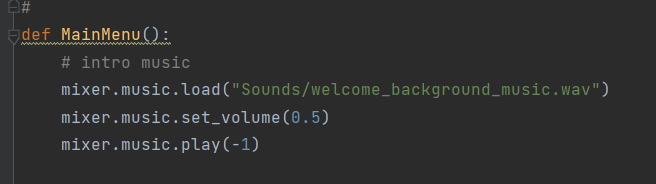 #
def MainMenu():
    # intro music
    mixer.music.load("Sounds/welcome_background_music.wav")
    mixer.music.set_volume(0.5)
    mixer.music.play(-1)